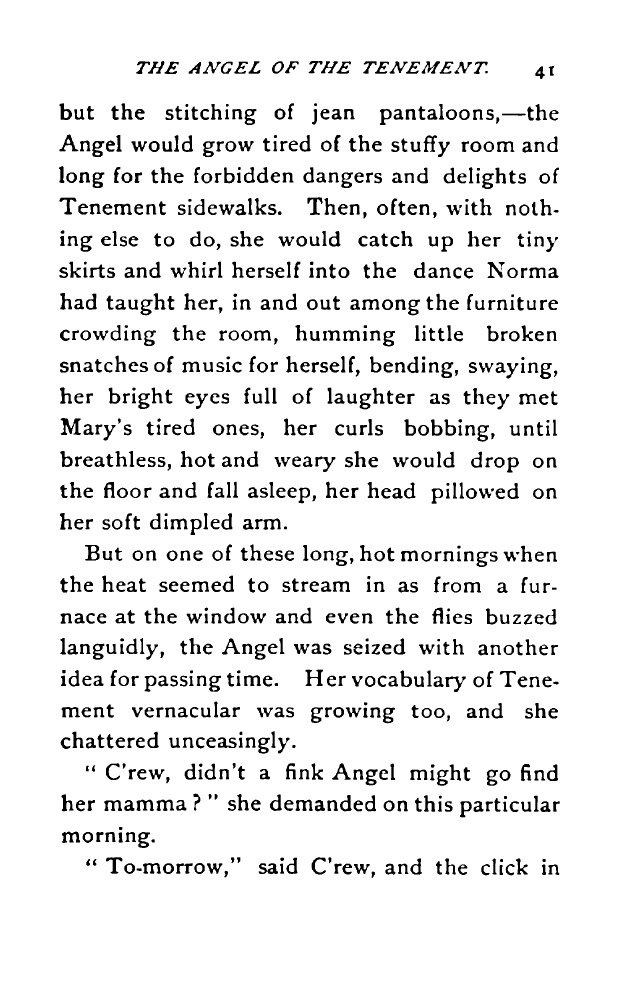 THE ANGEL OF THE TENEMENT. 41
but the stitching of jean pantaloons,—the
Angel would grow tired of the stuffy room and
long for the forbidden dangers and delights of
Tenement sidewalks. Then, often, with noth-
ing else to do, she would catch up her tiny
skirts and whirl herself into the dance Norma
had taught her, in and out among the furniture
crowding the room, humming little broken
snatches of music for herself, bending, swaying,
her bright eyes full of laughter as they met
Mary's tired ones, her curls bobbing, until
breathless, hot and weary she would drop on
the floor and fall asleep, her head pillowed on
her soft dimpled arm.
But on one of these long, hot mornings when
the heat seemed to stream in as from a fur-
nace at the window and even the flies buzzed
languidly, the Angel was seized with another
idea for passing time. Her vocabulary of Tene-
ment vernacular was growing too, and she
chattered unceasingly.
" C'rew, didn't a fink Angel might go find
her mamma ? " she demanded on this particular
morning.
" To-morrow," said C'rew, and the click in